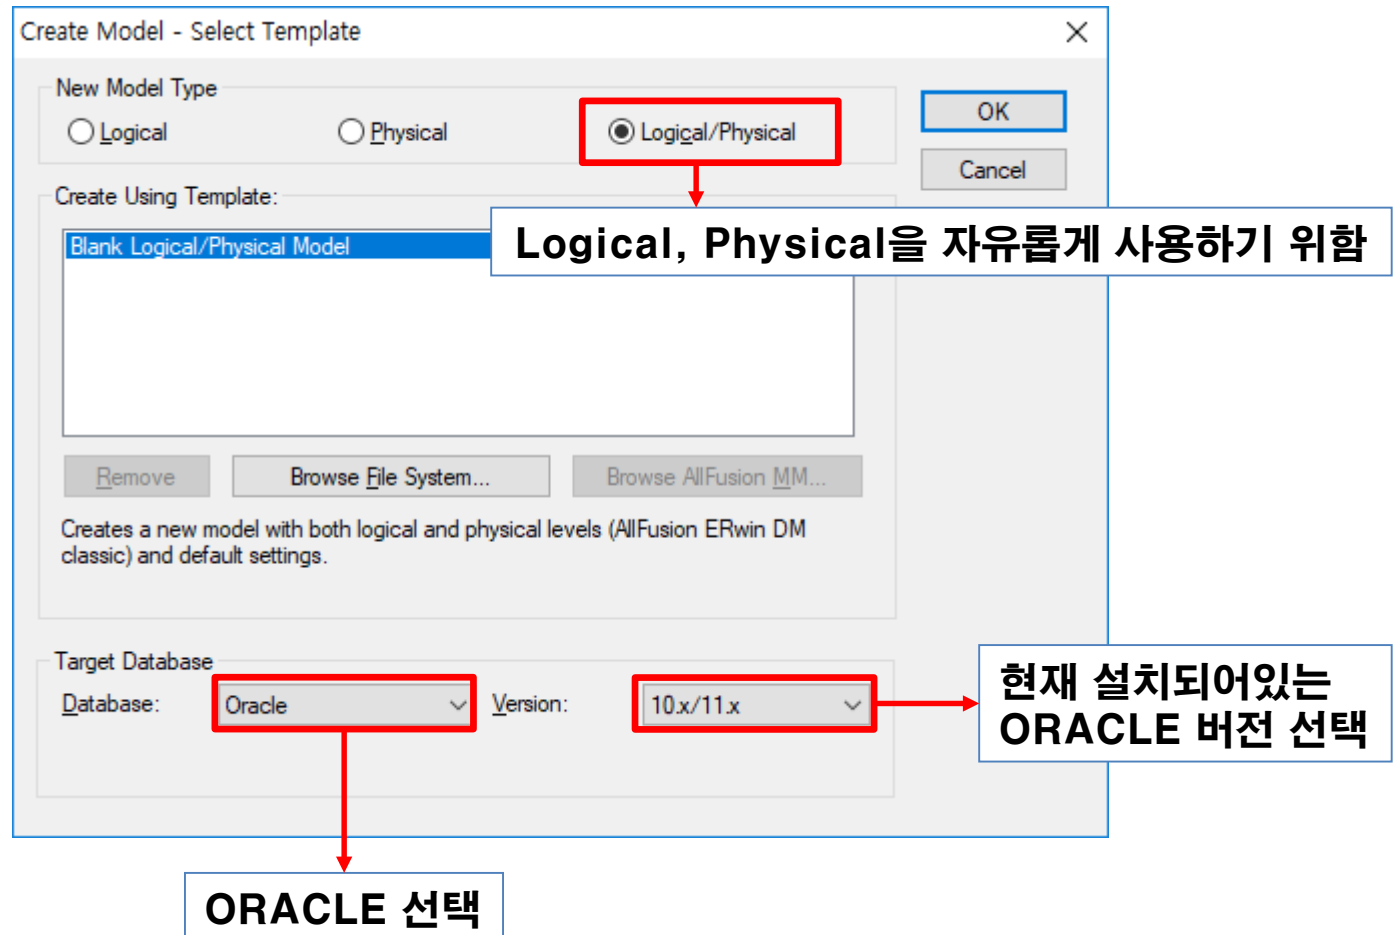 Create Model - Select Template
New Model Type
Logical
Physical
Logical/Physical
OK
Cancel
Create Using Template:
Logical, Physical을 자유롭게 사용하기 위함
Blank Logical/Physical Model
Remove
Browse File System...
Browse AllFusion MM...
Creates a new model with both logical and physical levels (AllFusion ERwin DM
classic) and default settings.
Target Database
Database:
Oracle
Version:
10.x/11.x
현재 설치되어있는
ORACLE 버전 선택
ORACLE 선택